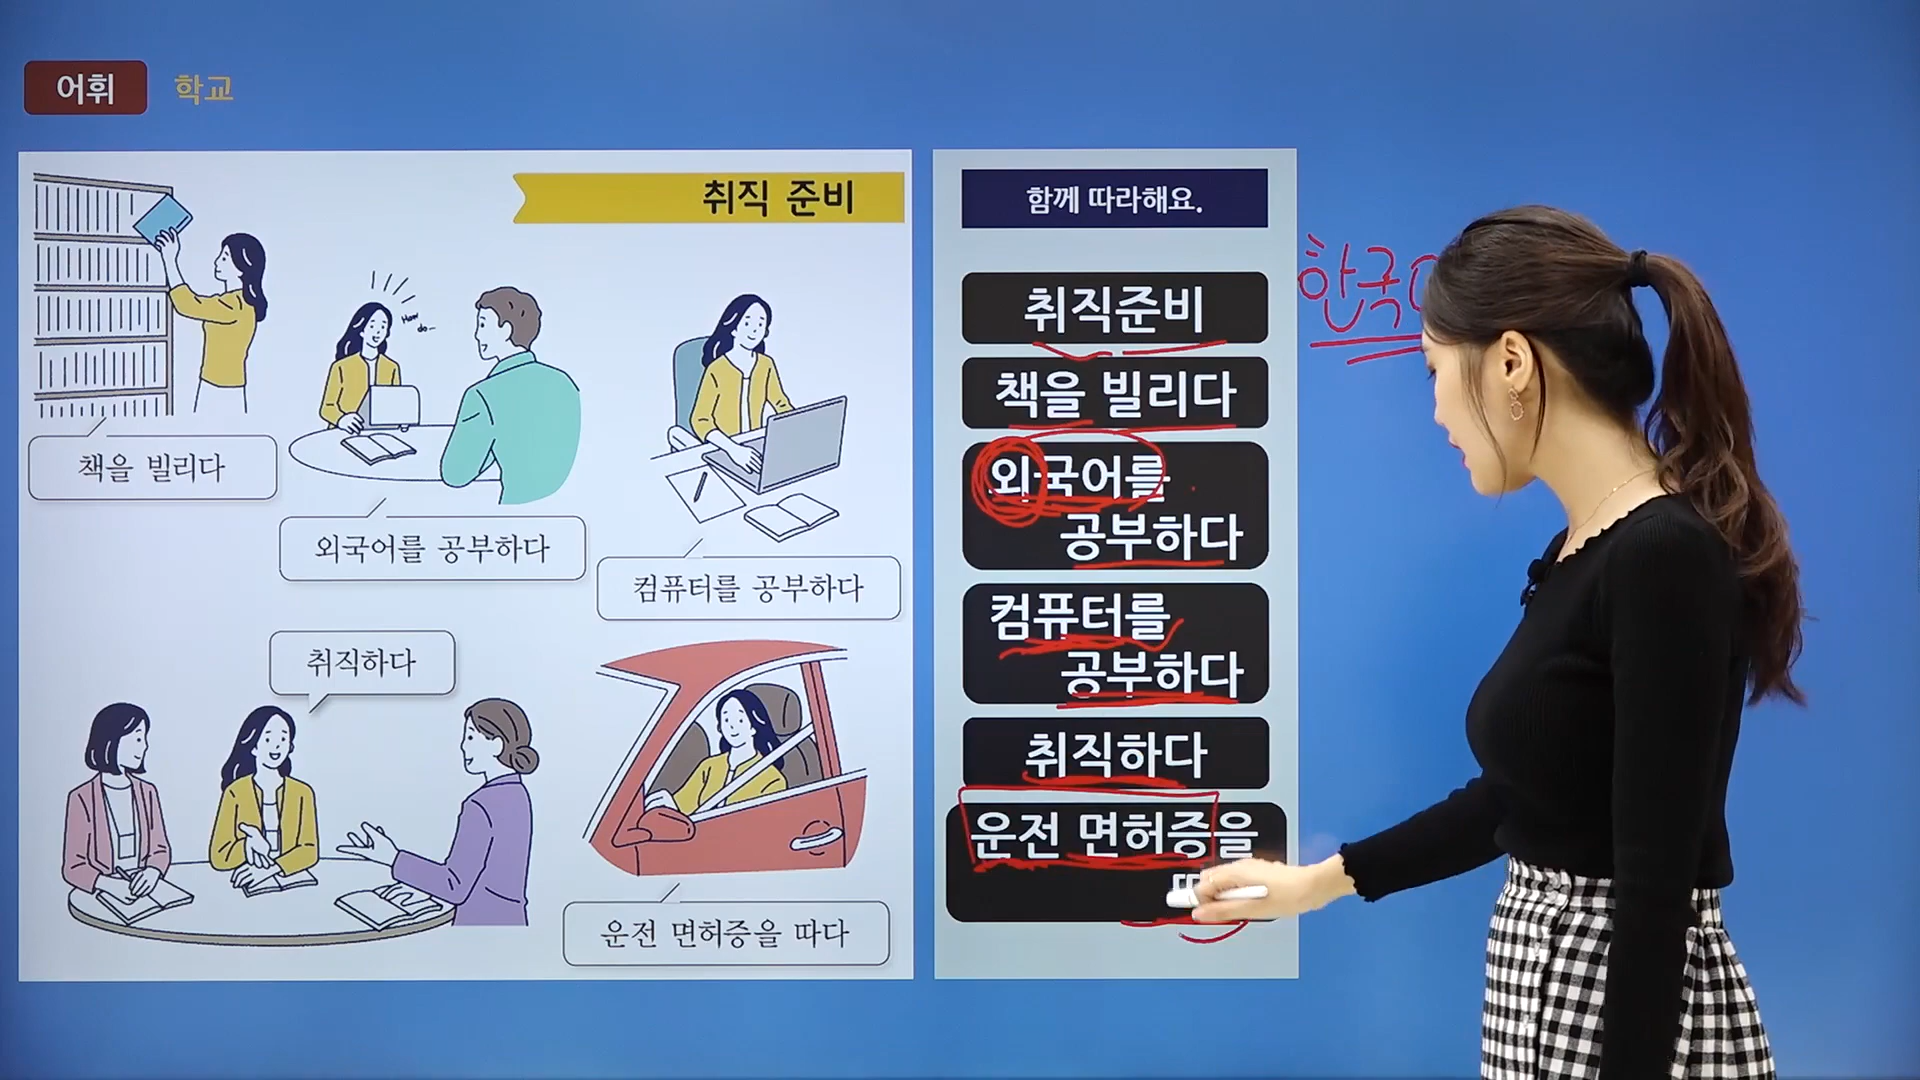 어휘 학교
취직 준비
How
do...
책을 빌리다
외국어를 공부하다
컴퓨터를 공부하다
취직하다
운전 면허증을 따다
함께 따라해요.
취직준비
책을 빌리다
외국어를
공부하다
컴퓨터를
공부하다
취직하다
운전 면허증을
한국